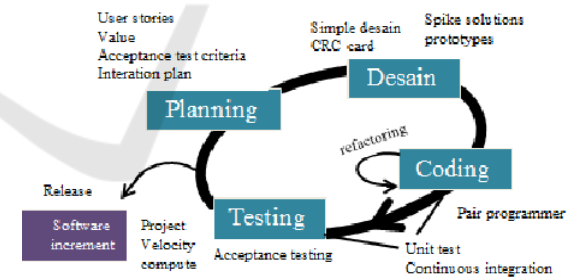 User stories
Value
Acceptance test criteria
Interation plan
Simple desain
CRC card
Spike solutions
prototypes
Desain
Planning
refactoring
Coding
Release
Software
increment
Project
Velocity
compute
Testing
Acceptance testing
Pair programmer
Unit test
Continuous integration